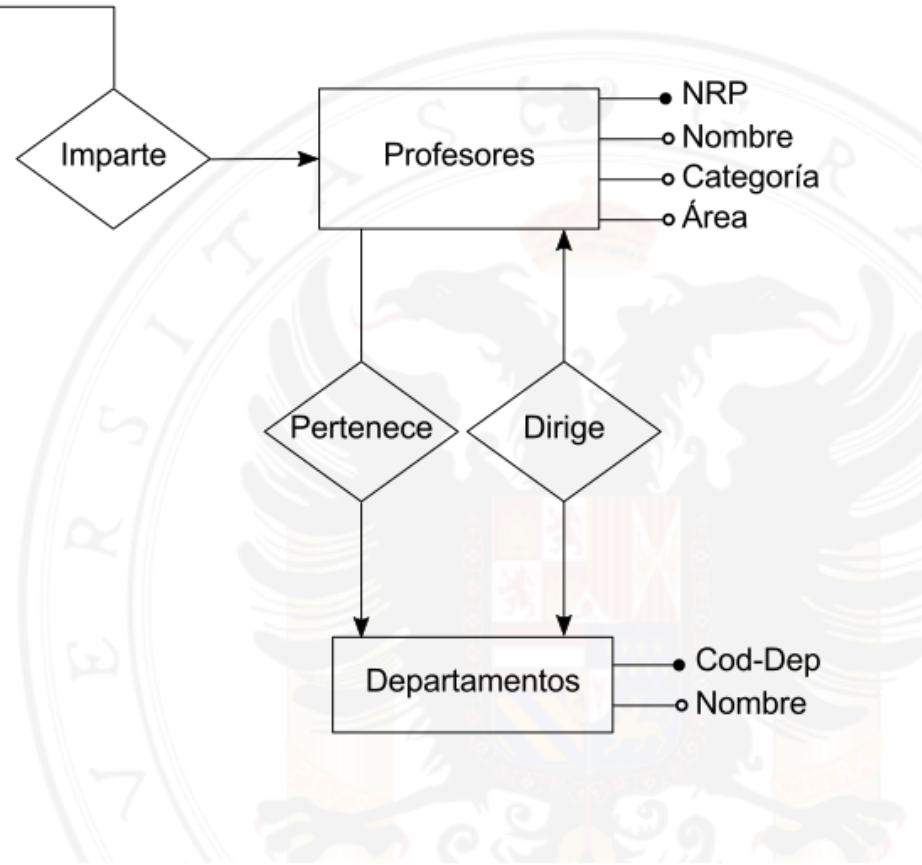 NRP
Nombre
Imparte
Profesores
Categoría
Área
Pertenece
Dirige
Cod-Dep
Departamentos
Nombre